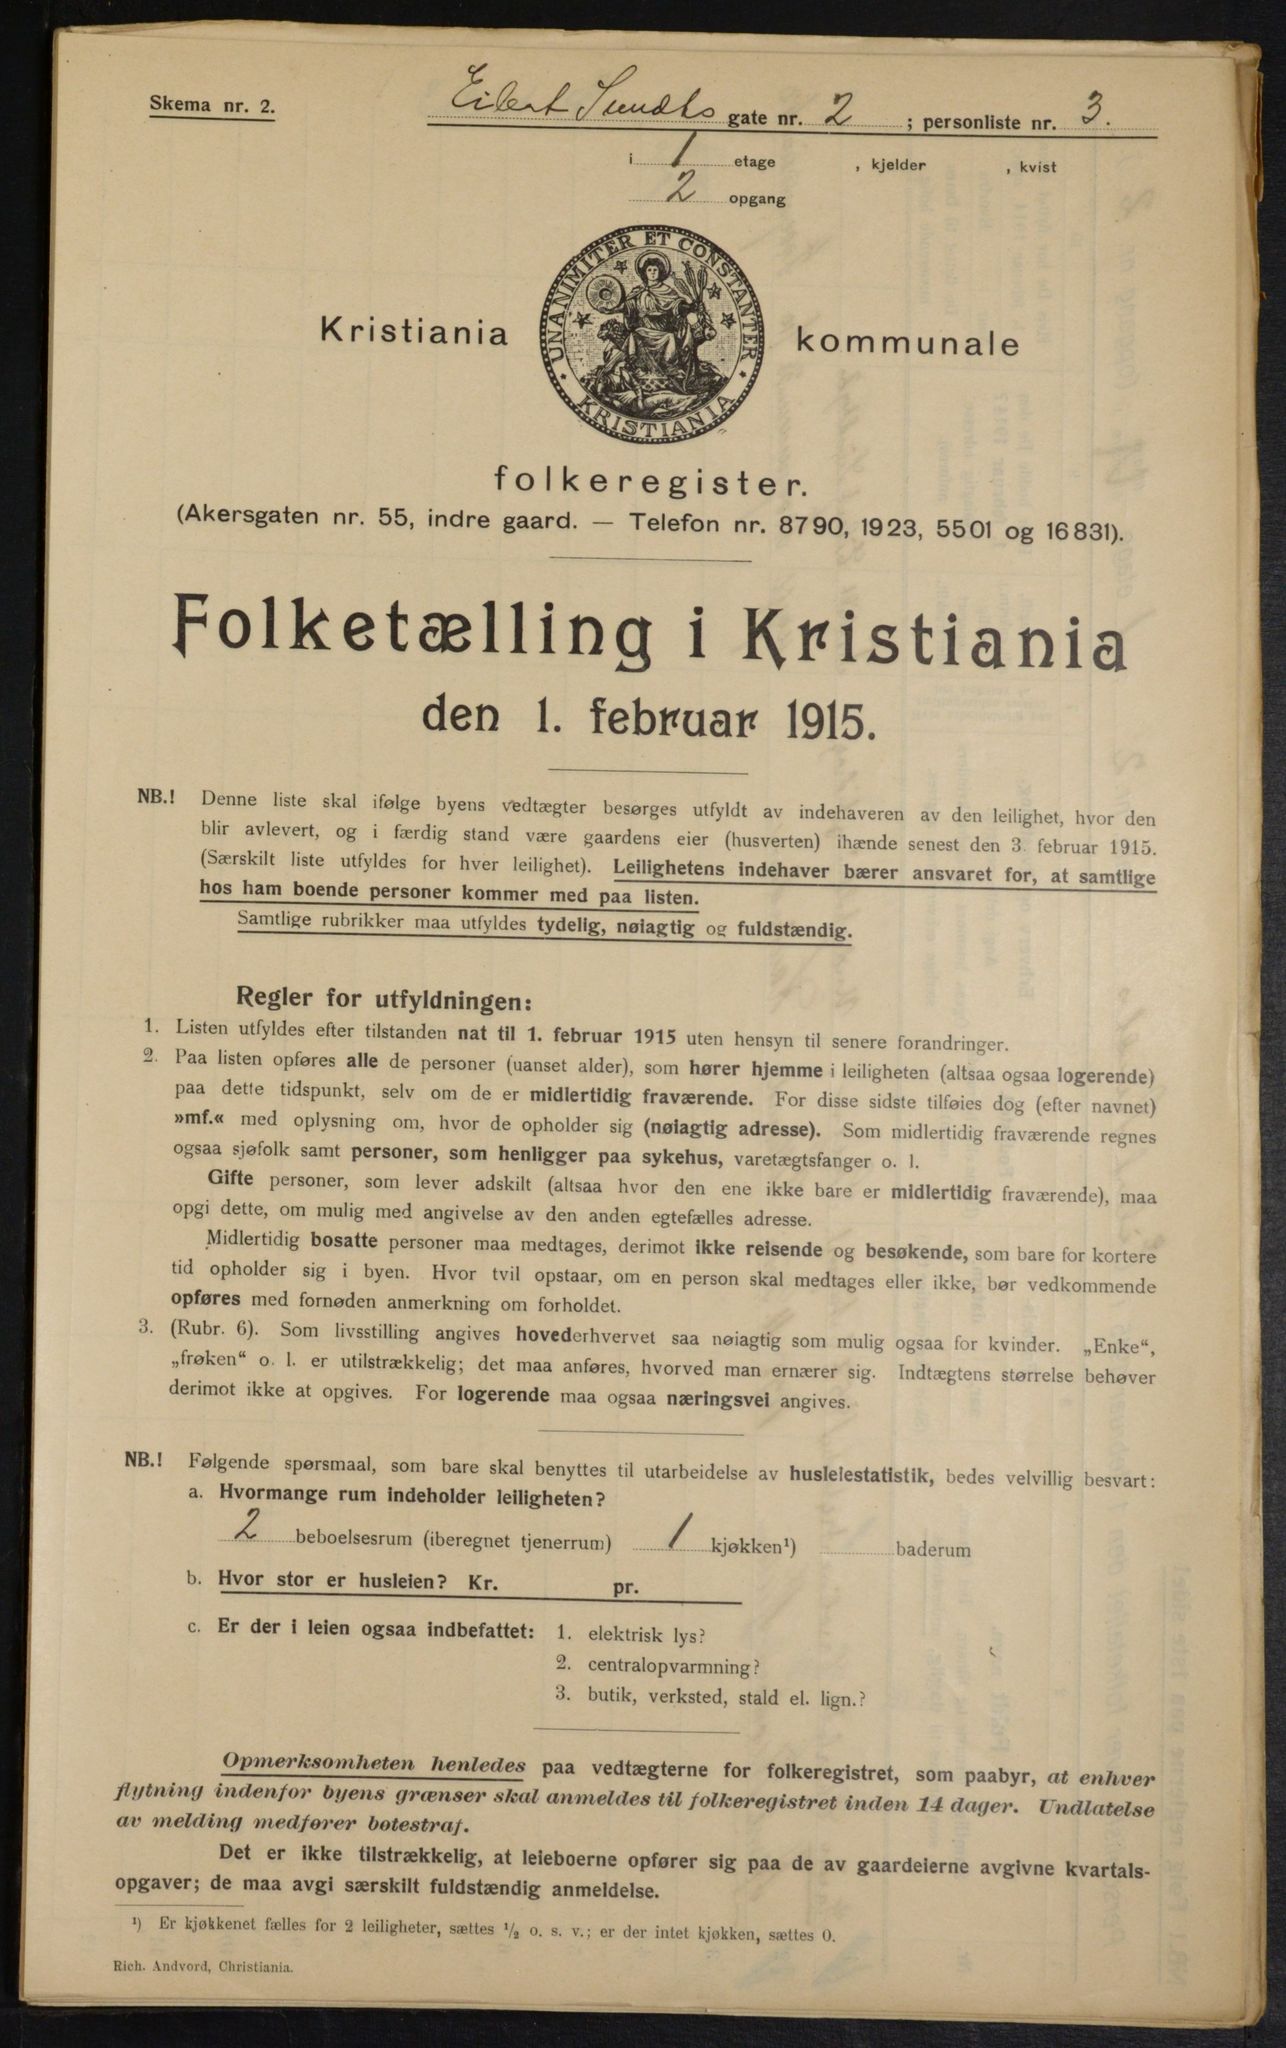 Skema nr. 2.
Eilert Sundts gate nr. 2 ; personliste nr. 3.
i 1 etage , kjelder , kvist
2 opgang
UNANIMITER ET CONSTANTER
KRISTIANIA
Kristiania kommunale
folkeregister.
(Akersgaten nr. 55, indre gaard. — Telefon nr. 8790, 1923, 5501 og 16831).
Folketælling i Kristiania
den 1. februar 1915.
NB.! Denne liste skal ifølge byens vedtægter besørges utfyldt av indehaveren av den leilighet, hvor den
blir avlevert, og i færdig stand være gaardens eier (husverten) ihænde senest den 3. februar 1915.
(Særskilt liste utfyldes for hver leilighet). Leilighetens indehaver bærer ansvaret for, at samtlige
hos ham boende personer kommer med paa listen.
Samtlige rubrikker maa utfyldes tydelig, nøiagtig og fuldstændig.
Regler for utfyldningen:
1. Listen utfyldes efter tilstanden nat til 1. februar 1915 uten hensyn til senere forandringer.
2. Paa listen opføres alle de personer (uanset alder), som hører hjemme i leiligheten (altsaa ogsaa logerende)
paa dette tidspunkt, selv om de er midlertidig fraværende. For disse sidste tilføies dog (efter navnet)
»mf.« med oplysning om, hvor de opholder sig (nøiagtig adresse). Som midlertidig fraværende regnes
ogsaa sjøfolk samt personer, som henligger paa sykehus, varetægtsfanger o. l.
Gifte personer, som lever adskilt (altsaa hvor den ene ikke bare er midlertidig fraværende), maa
opgi dette, om mulig med angivelse av den anden egtefælles adresse.
Midlertidig bosatte personer maa medtages, derimot ikke reisende og besøkende, som bare for kortere
tid opholder sig i byen. Hvor tvil opstaar, om en person skal medtages eller ikke, bør vedkommende
opføres med fornøden anmerkning om forholdet.
3. (Rubr. 6). Som livsstilling angives hovederhvervet saa nøiagtig som mulig ogsaa for kvinder. „Enke“,
„frøken“ o. l. er utilstrækkelig; det maa anføres, hvorved man ernærer sig. Indtægtens størrelse behøver
derimot ikke at opgives. For logerende maa ogsaa næringsvei angives.
NB.! Følgende spørsmaal, som bare skal benyttes til utarbeidelse av husleiestatistik, bedes velvillig besvart:
a. Hvormange rum indeholder leiligheten?
2 beboelsesrum (iberegnet tjenerrum) 1 kjøkken¹) baderum
b. Hvor stor er husleien? Kr. pr.
c. Er der i leien ogsaa indbefattet: 1. elektrisk lys?
2. centralopvarmning?
3. butik, verksted, stald el. lign.?
Opmerksomheten henledes paa vedtægterne for folkeregistret, som paabyr, at enhver
flytning indenfor byens grænser skal anmeldes til folkeregistret inden 14 dager. Undlatelse
av melding medfører bøtestraf.
Det er ikke tilstrækkelig, at leieboerne opfører sig paa de av gaardeierne avgivne kvartals-
opgaver; de maa avgi særskilt fuldstændig anmeldelse.
¹) Er kjøkkenet fælles for 2 leiligheter, sættes ¹/₂ o. s. v.; er der intet kjøkken, sættes 0.
Rich. Andvord, Christiania.